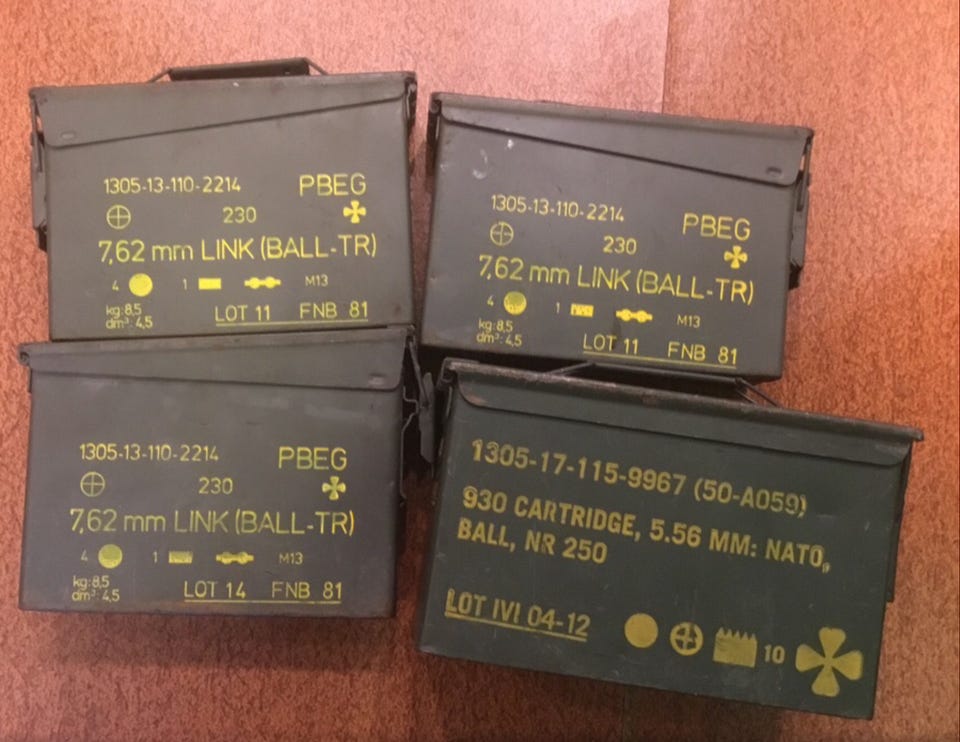 1305-13-110-2214 PBEG
230
7,62 mm LINK (BALL-TR)
4 1 M13
kg: 8,5
dm³: 4,5 LOT 11 FNB 81
1305-13-110-2214 PBEG
230
7,62 mm LINK (BALL-TR)
4 1 M13
kg: 8,5
dm³: 4,5 LOT 11 FNB 81
1305-13-110-2214 PBEG
230
7,62 mm LINK (BALL-TR)
4 1 M13
kg: 8,5
dm³: 4,5 LOT 14 FNB 81
1305-17-115-9967 (50-A059)
930 CARTRIDGE, 5.56 MM: NATO,
BALL, NR 250
LOT IVI 04-12
10